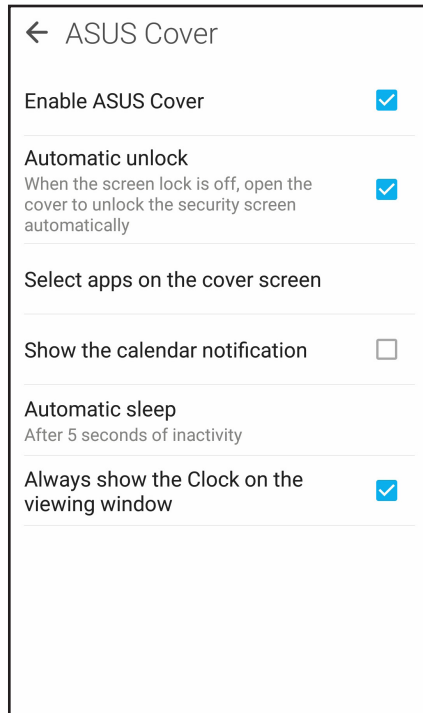 ASUS Cover
Enable ASUS Cover
Automatic unlock
When the screen lock is off, open the
cover to unlock the security screen
automatically
Select apps on the cover screen
Show the calendar notification
Automatic sleep
After 5 seconds of inactivity
Always show the Clock on the
viewing window